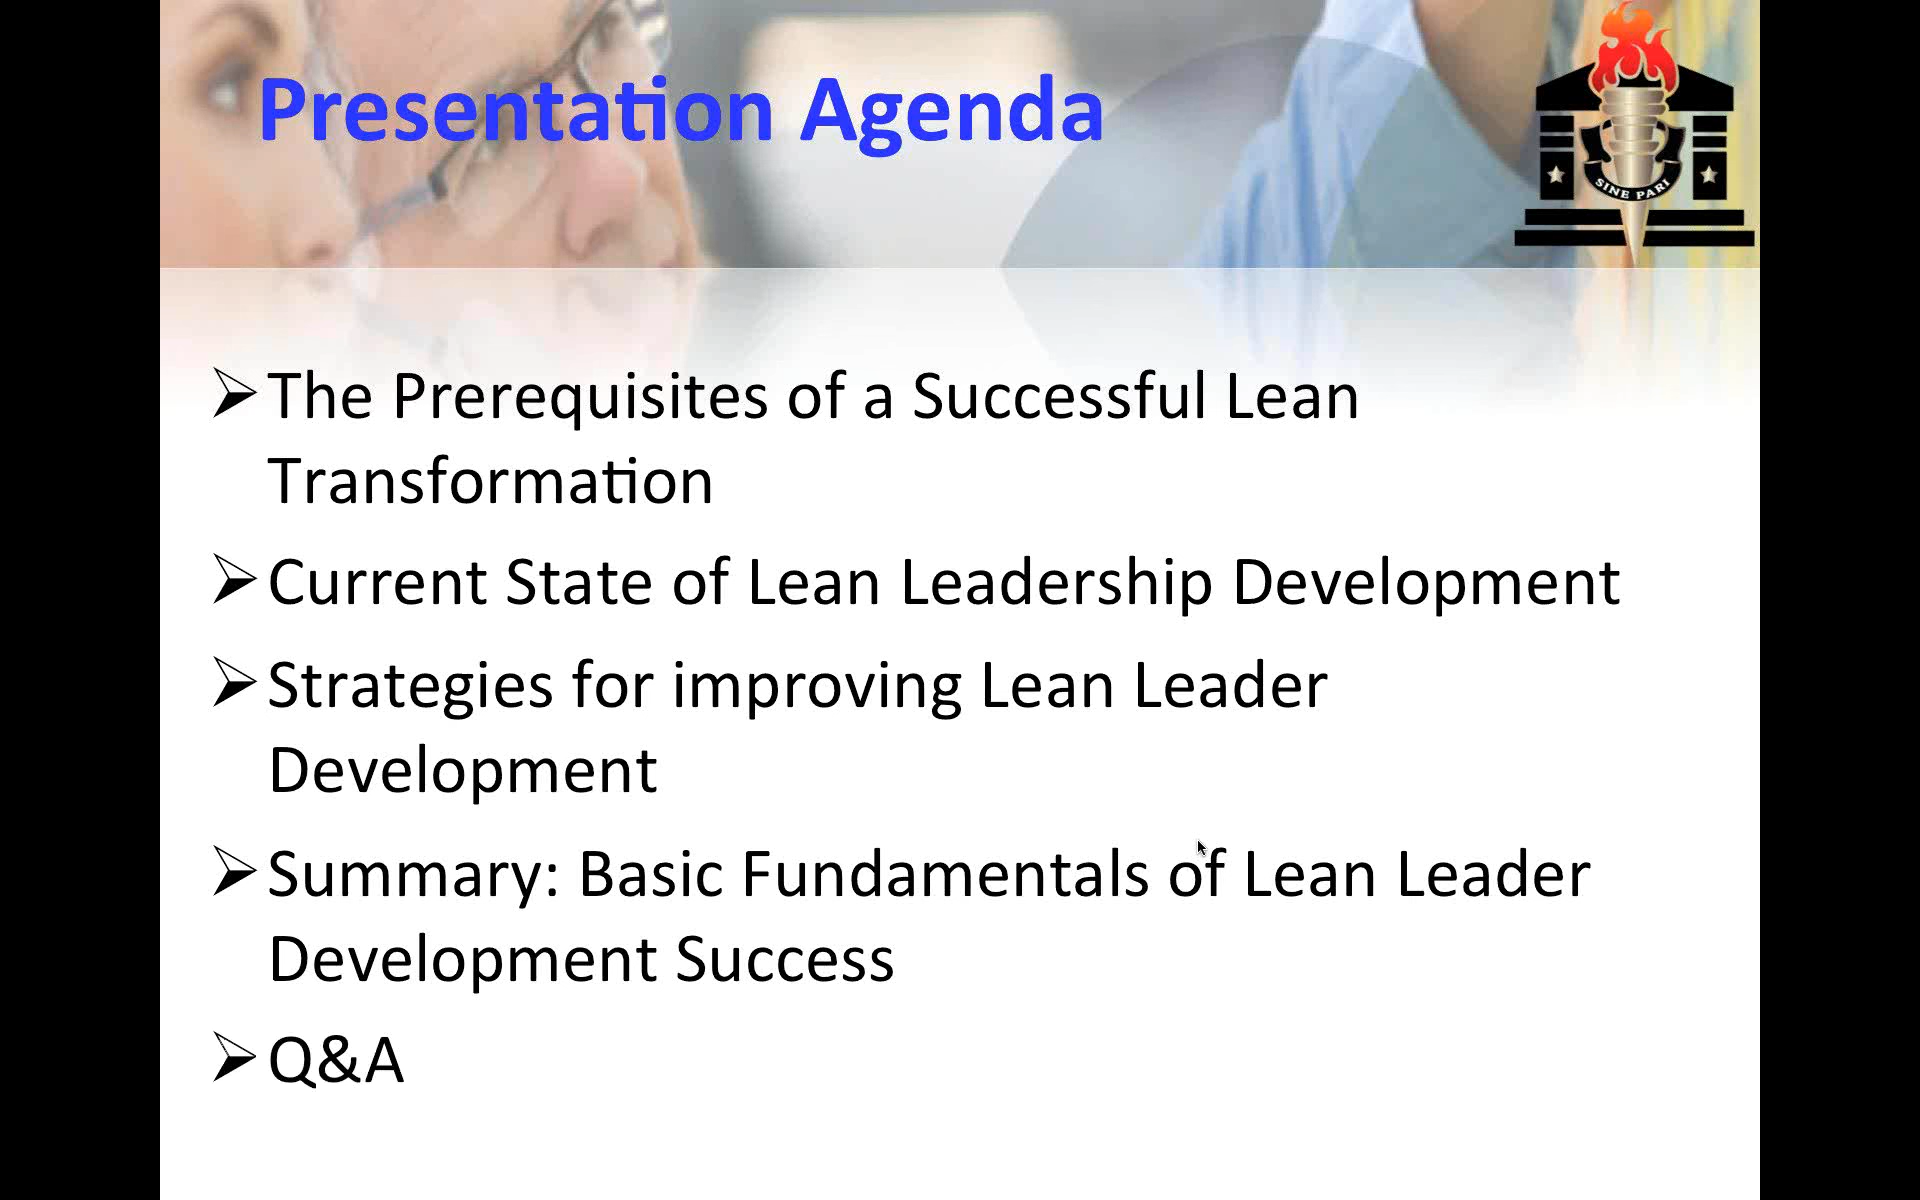 Presentation Agenda
SINE PARI
The Prerequisites of a Successful Lean
Transformation
Current State of Lean Leadership Development
Strategies for improving Lean Leader
Development
Summary: Basic Fundamentals of Lean Leader
Development Success
Q&A